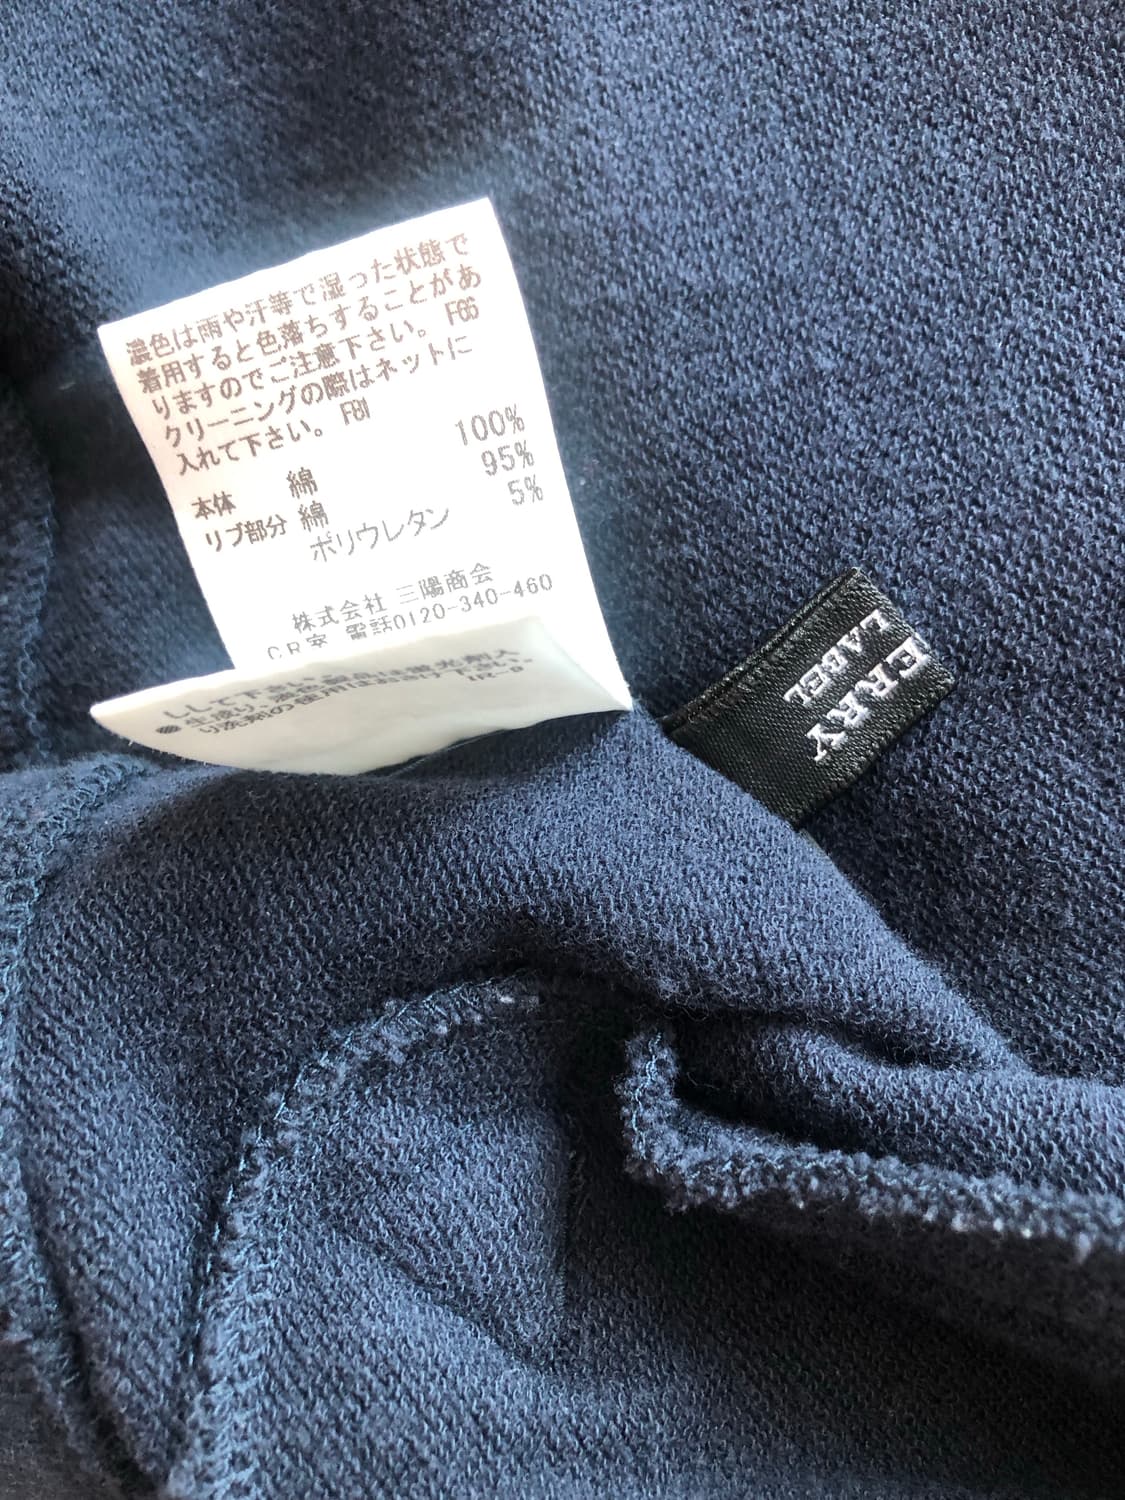 濃色は雨や汗等で湿った状態で
着用すると色落ちすることがあ
りますのでご注意下さい。 F66
クリーニングの際はネットに
入れて下さい。 F81
本体 綿 100%
リブ部分 綿 95%
ポリウレタン 5%
株式会社 三陽商会
C R 室 電話0120-340-460
ERRY
LABEL